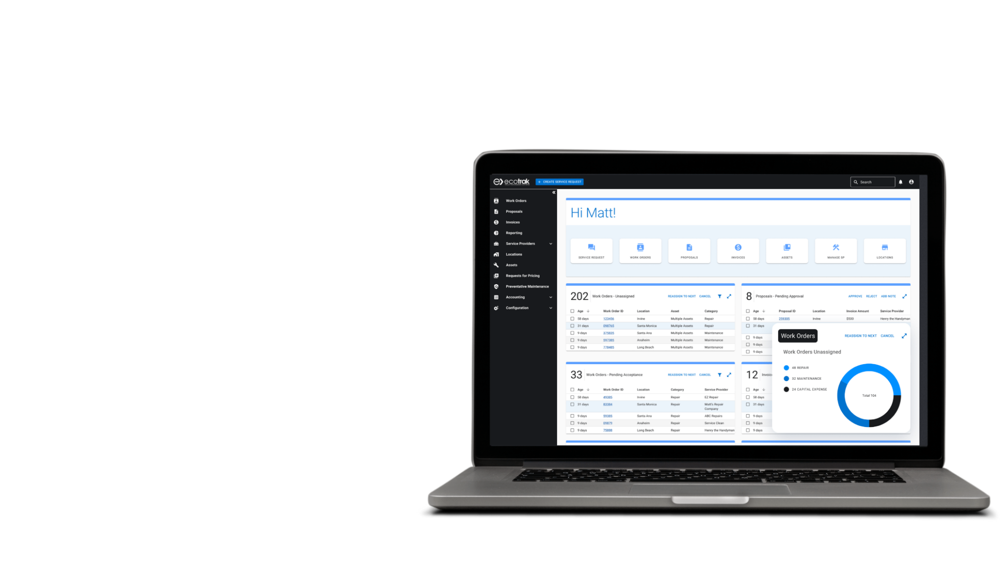 ecotrak
+ CREATE SERVICE REQUEST
Search
Work Orders
Proposals
Invoices
Reporting
Service Providers
Locations
Assets
Requests for Pricing
Preventative Maintenance
Accounting
Configuration
Hi Matt!
SERVICE REQUEST
WORK ORDERS
PROPOSALS
INVOICES
ASSETS
MANAGE SP
LOCATIONS
202 Work Orders - Unassigned REASSIGN TO NEXT CANCEL
Age Work Order ID Location Asset Category
58 days 123456 Irvine Multiple Assets Repair
31 days 098765 Santa Monica Multiple Assets Repair
9 days 375835 Santa Ana Multiple Assets Maintenance
9 days 597385 Anaheim Multiple Assets Maintenance
9 days 778485 Long Beach Multiple Assets Maintenance
8 Proposals - Pending Approval APPROVE REJECT ADD NOTE
Age Proposal ID Location Invoice Amount Service Provider
58 days 259305 Irvine $500 Henry the Handyman
31 days
9 days
9 days
9 days
33 Work Orders - Pending Acceptance REASSIGN TO NEXT CANCEL
Age Work Order ID Location Category Service Provider
58 days 49385 Irvine Repair EZ Repair
31 days 83384 Santa Monica Repair Matt's Repair
Company
9 days 59385 Santa Ana Repair ABC Repairs
9 days 09879 Anaheim Repair Service Clean
9 days 75888 Long Beach Repair Henry the Handyman
12 Invoic
Age
58 days
31 days
9 days
9 days
9 days
Work Orders REASSIGN TO NEXT CANCEL
Work Orders Unassigned
48 REPAIR
32 MAINTENANCE
24 CAPITAL EXPENSE
Total 104